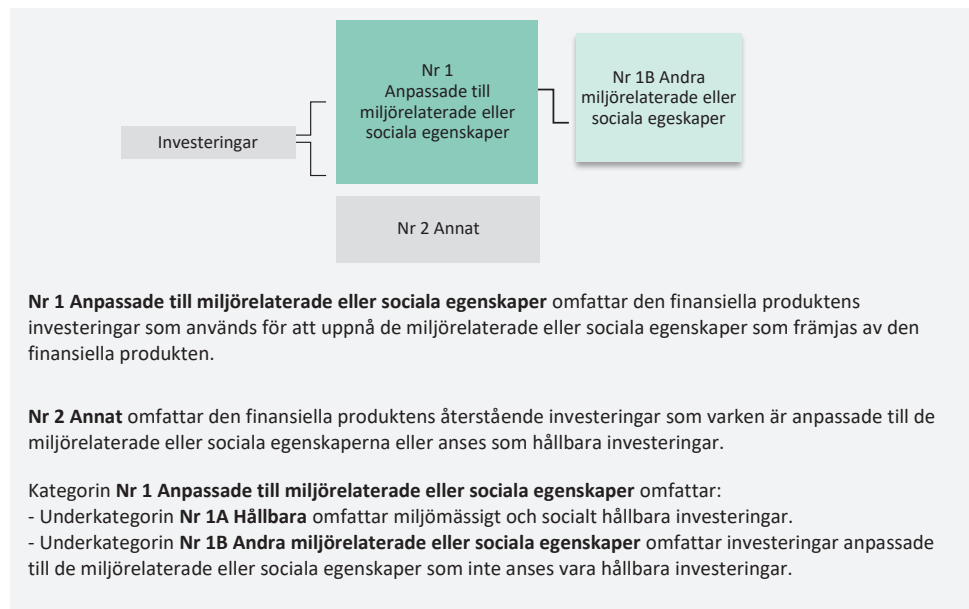 Nr 1
Anpassade till
miljörelaterade eller
sociala egenskaper
Nr 1B Andra
miljörelaterade eller
sociala egeskaper
Investeringar
Nr 2 Annat
Nr 1 Anpassade till miljörelaterade eller sociala egenskaper omfattar den finansiella produktens
investeringar som används för att uppnå de miljörelaterade eller sociala egenskaper som främjas av den
finansiella produkten.
Nr 2 Annat omfattar den finansiella produktens återstående investeringar som varken är anpassade till de
miljörelaterade eller sociala egenskaperna eller anses som hållbara investeringar.
Kategorin Nr 1 Anpassade till miljörelaterade eller sociala egenskaper omfattar:
- Underkategorin Nr 1A Hållbara omfattar miljömässigt och socialt hållbara investeringar.
- Underkategorin Nr 1B Andra miljörelaterade eller sociala egenskaper omfattar investeringar anpassade
till de miljörelaterade eller sociala egenskaper som inte anses vara hållbara investeringar.